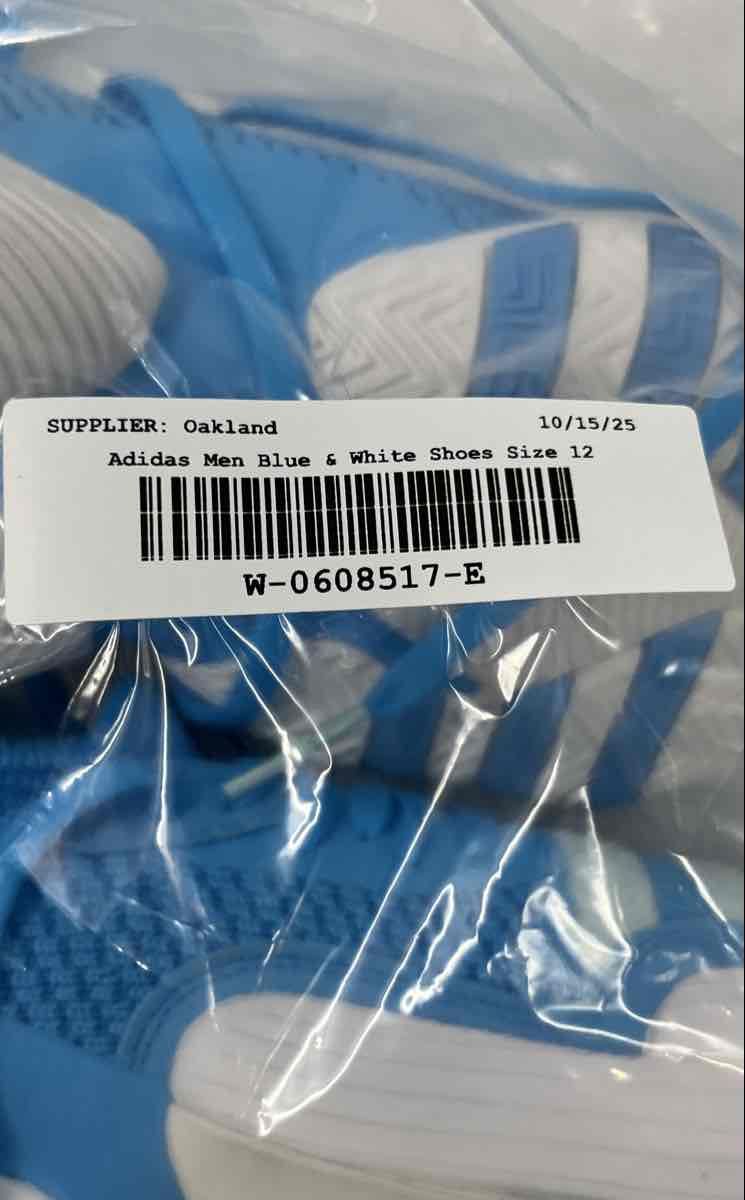 SUPPLIER: Oakland 10/15/25
Adidas Men Blue & White Shoes Size 12
W-0608517-E